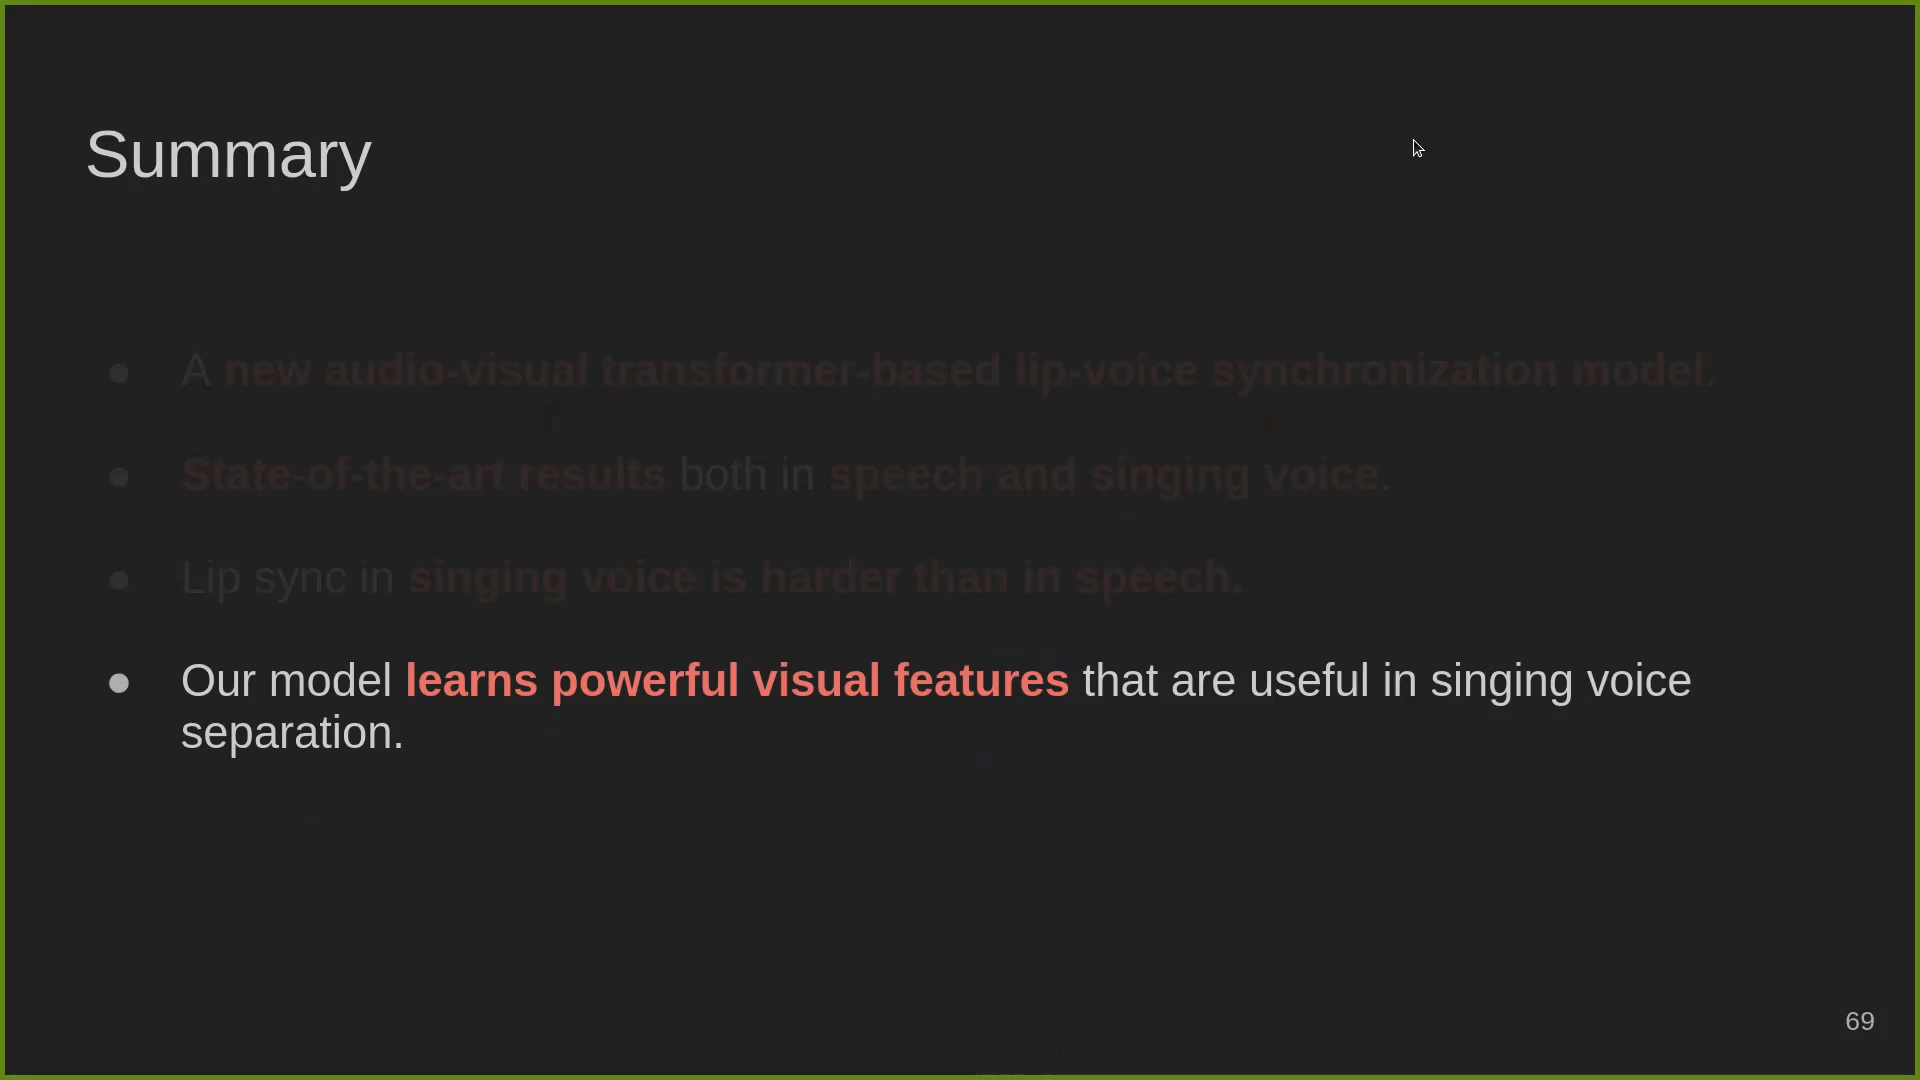 Summary
● A new audio-visual transformer-based lip-voice synchronization model.
● State-of-the-art results both in speech and singing voice.
● Lip sync in singing voice is harder than in speech.
● Our model learns powerful visual features that are useful in singing voice
separation.
69